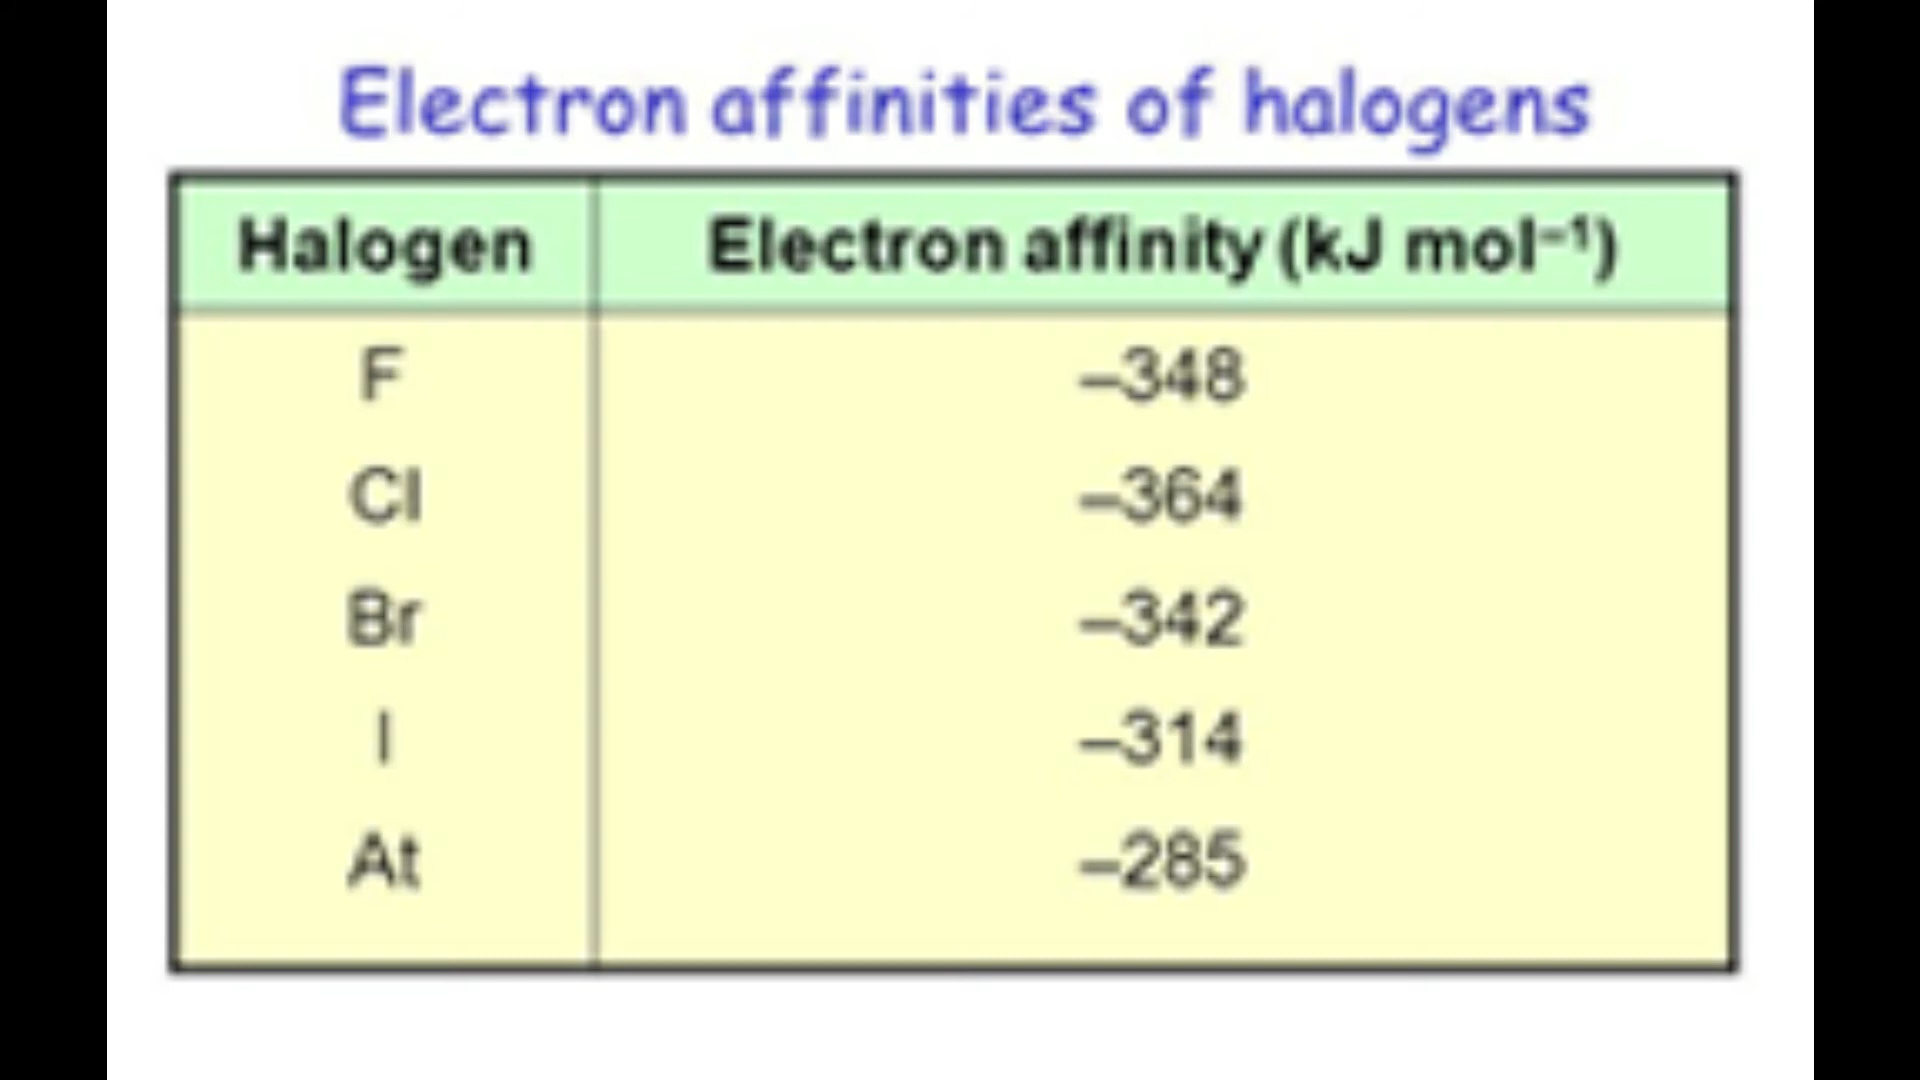 Electron affinities of halogens
Halogen Electron affinity (kJ mol⁻¹)
F –348
Cl –364
Br –342
I –314
At –285